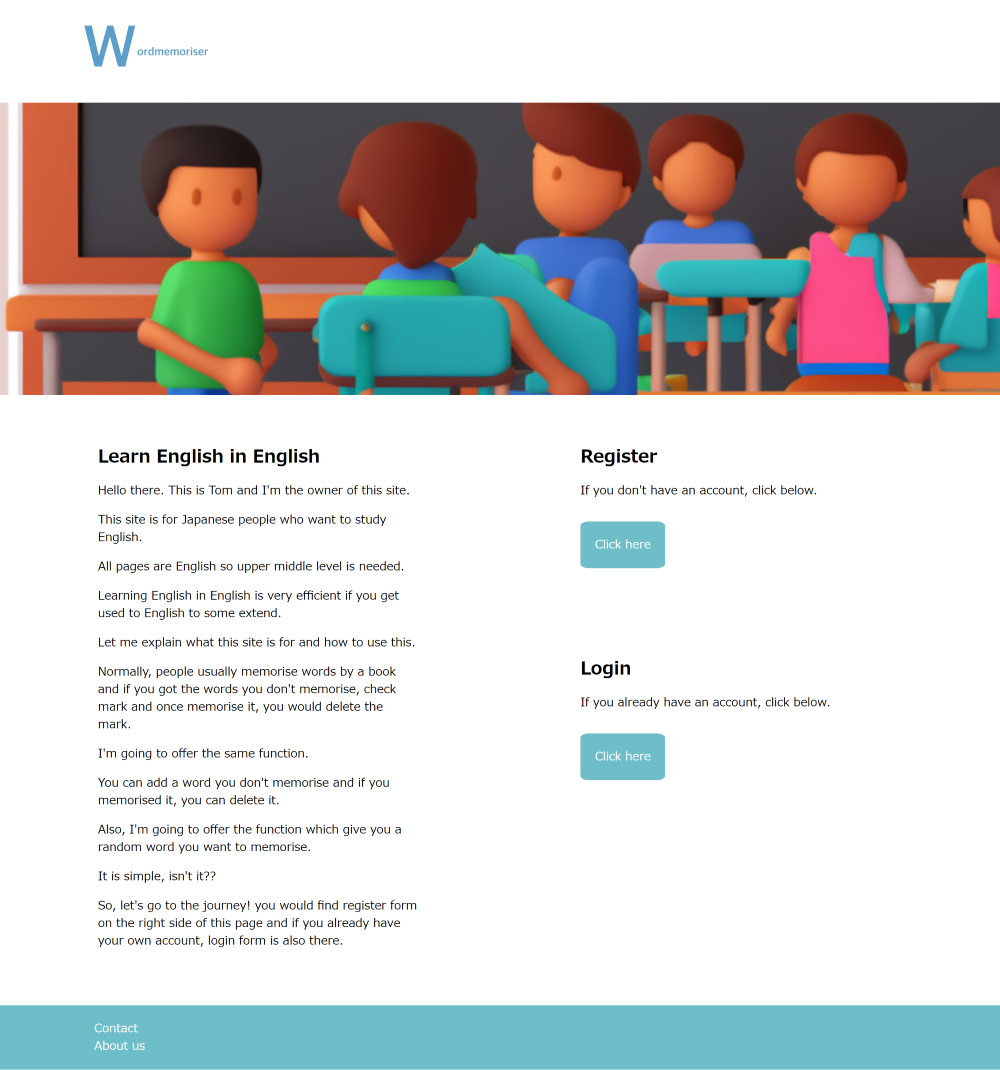 Wordmemoriser
Learn English in English
Hello there. This is Tom and I'm the owner of this site.
This site is for Japanese people who want to study
English.
All pages are English so upper middle level is needed.
Learning English in English is very efficient if you get
used to English to some extend.
Let me explain what this site is for and how to use this.
Normally, people usually memorise words by a book
and if you got the words you don't memorise, check
mark and once memorise it, you would delete the
mark.
I'm going to offer the same function.
You can add a word you don't memorise and if you
memorised it, you can delete it.
Also, I'm going to offer the function which give you a
random word you want to memorise.
It is simple, isn't it??
So, let's go to the journey! you would find register form
on the right side of this page and if you already have
your own account, login form is also there.
Register
If you don't have an account, click below.
Click here
Login
If you already have an account, click below.
Click here
Contact
About us